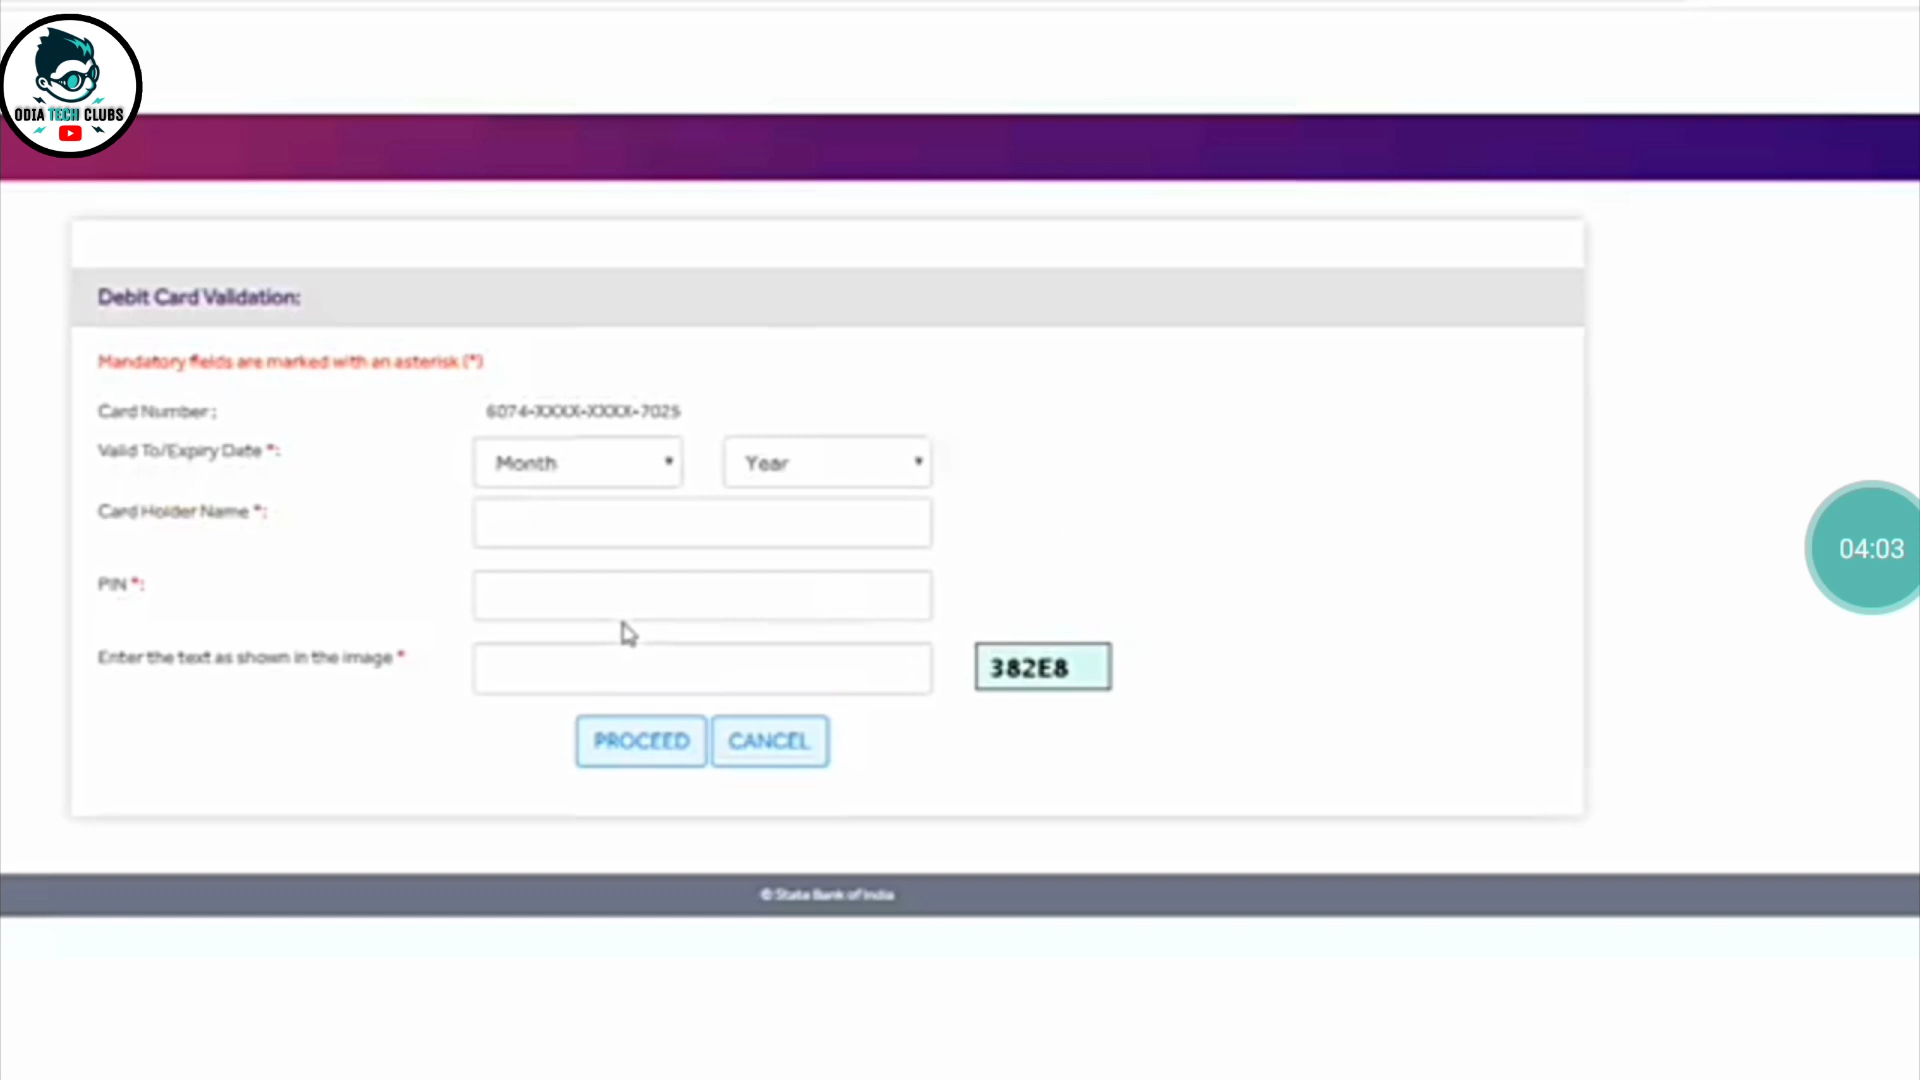 ODIA TECH CLUBS
Debit Card Validation:
Mandatory fields are marked with an asterisk (*)
Card Number : 6074-XXXX-XXXX-7025
Valid To/Expiry Date *: Month Year
Card Holder Name *:
PIN *:
Enter the text as shown in the image * 382E8
PROCEED CANCEL
04:03
© State Bank of India